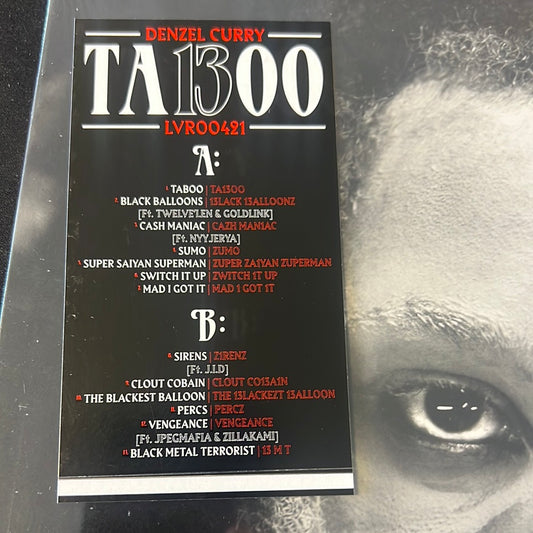 DENZEL CURRY
TA13OO
LVR00421
A:
1. TABOO | TA13OO
2. BLACK BALLOONS | 13LACK 13ALLOONZ
[Ft. TWELVE'LEN & GOLDLINK]
3. CASH MANIAC | CAZH MAN1AC
[Ft. NYYJERYA]
4. SUMO | ZUMO
5. SUPER SAIYAN SUPERMAN | ZUPER ZA1YAN ZUPERMAN
6. SWITCH IT UP | ZWITCH 1T UP
7. MAD I GOT IT | MAD 1 GOT 1T
B:
8. SIRENS | Z1RENZ
[Ft. J.I.D]
9. CLOUT COBAIN | CLOUT CO13A1N
10. THE BLACKEST BALLOON | THE 13LACKEZT 13ALLOON
11. PERCS | PERCZ
12. VENGEANCE | VENGEANCE
[Ft. JPEGMAFIA & ZILLAKAMI]
13. BLACK METAL TERRORIST | 13 M T